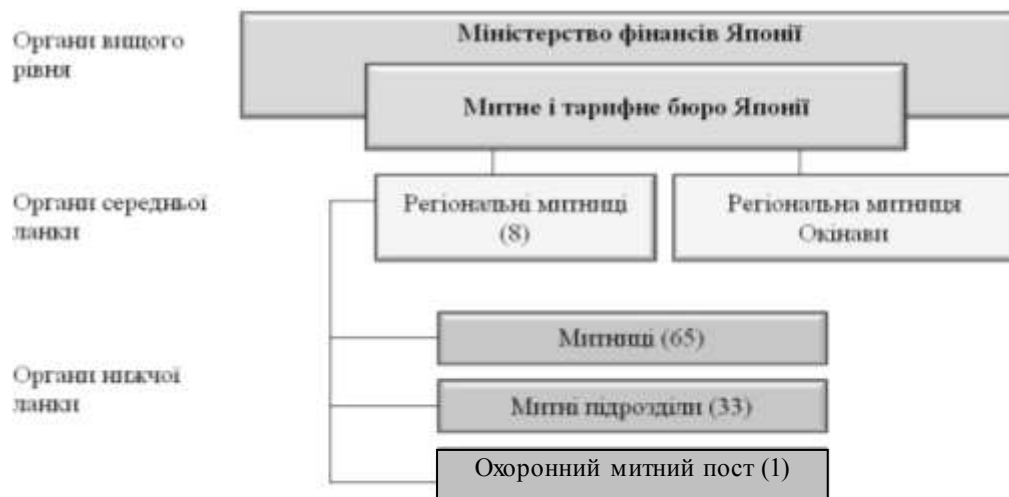 Органи вищого
рівня
Міністерство фінансів Японії
Митне і тарифне бюро Японії
Органи середньої
ланки
Регіональні митниці
(8)
Регіональна митниця
Окінави
Органи нижчої
ланки
Митниці (65)
Митні підрозділи (33)
Охоронний митний пост (1)